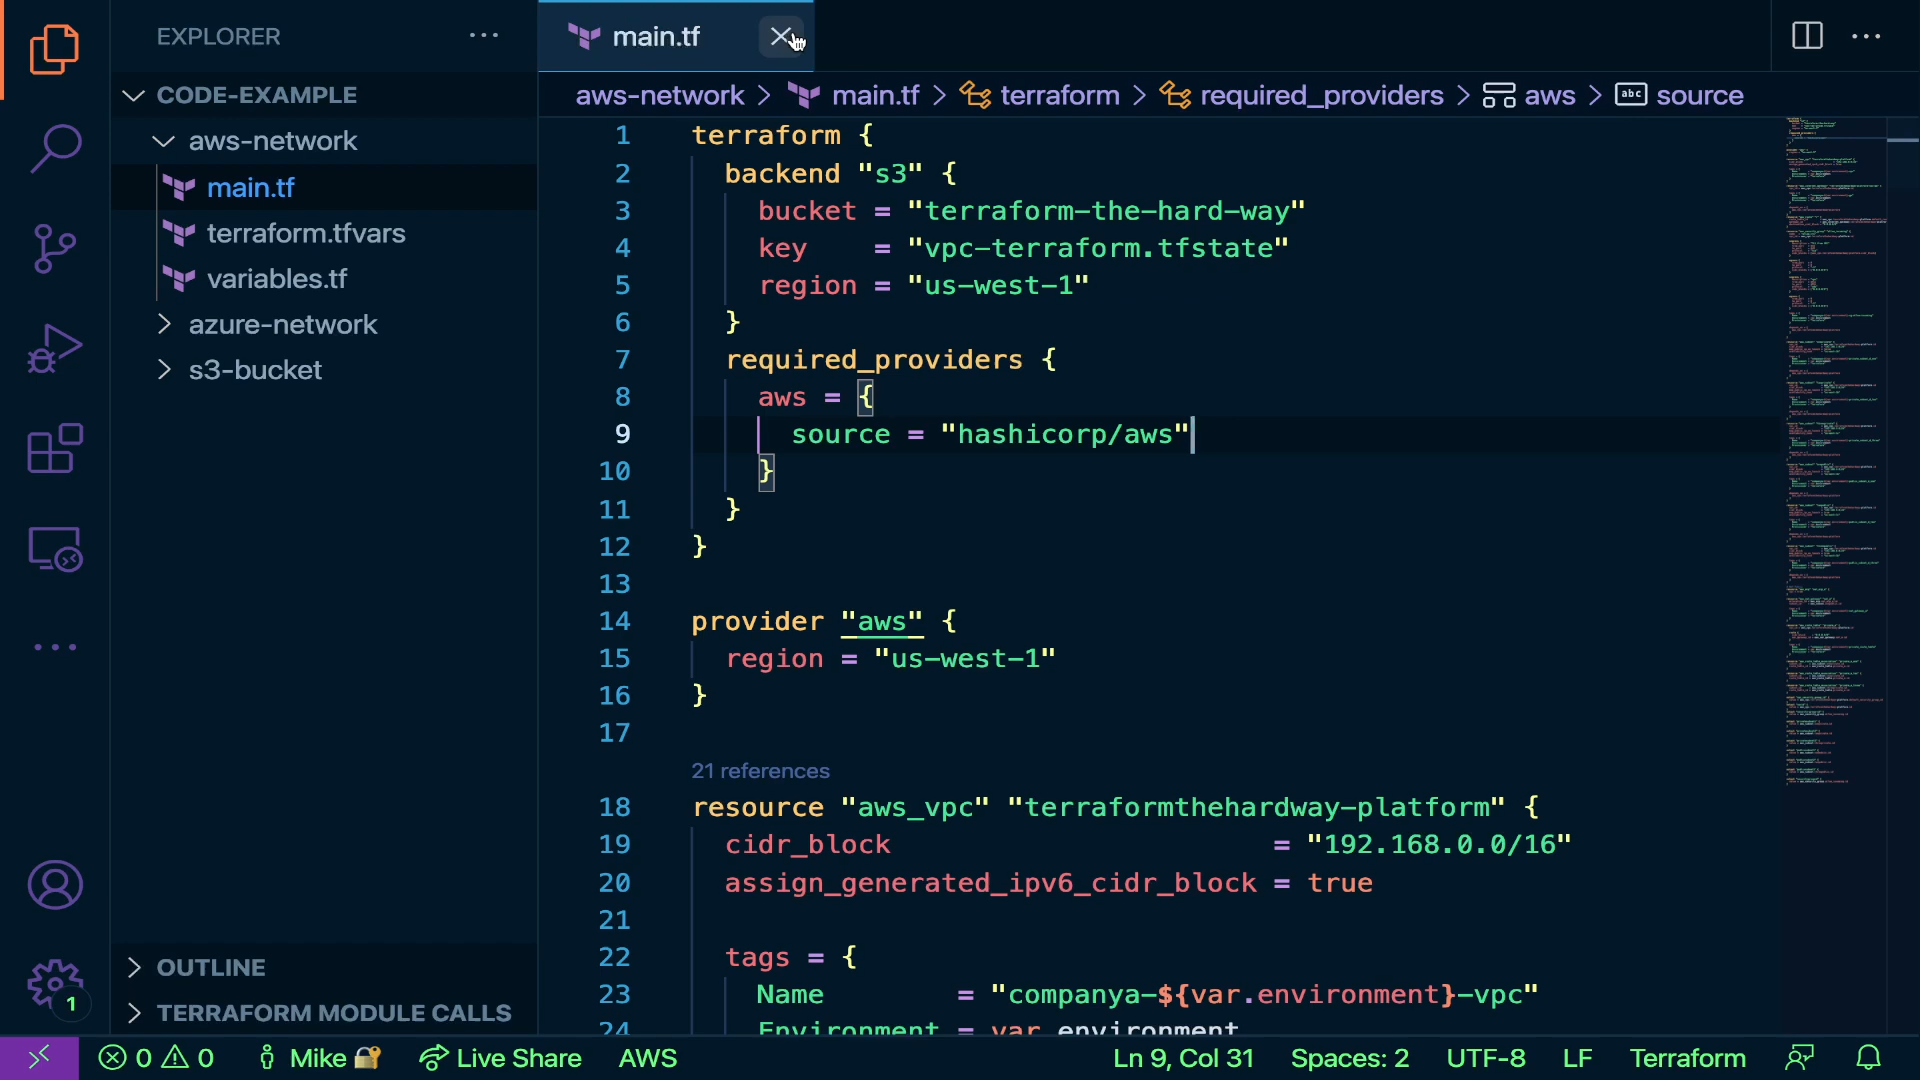 EXPLORER
CODE-EXAMPLE
aws-network
main.tf
terraform.tfvars
variables.tf
azure-network
s3-bucket
OUTLINE
TERRAFORM MODULE CALLS
1
main.tf
aws-network > main.tf > terraform > required_providers > aws > abc source
1 terraform {
2 backend "s3" {
3 bucket = "terraform-the-hard-way"
4 key = "vpc-terraform.tfstate"
5 region = "us-west-1"
6 }
7 required_providers {
8 aws = {
9 source = "hashicorp/aws"
10 }
11 }
12 }
13
14 provider "aws" {
15 region = "us-west-1"
16 }
17
21 references
18 resource "aws_vpc" "terraformthehardway-platform" {
19 cidr_block = "192.168.0.0/16"
20 assign_generated_ipv6_cidr_block = true
21
22 tags = {
23 Name = "companya-${var.environment}-vpc"
24 Environment = var.environment
0 0 Mike Live Share AWS Ln 9, Col 31 Spaces: 2 UTF-8 LF Terraform